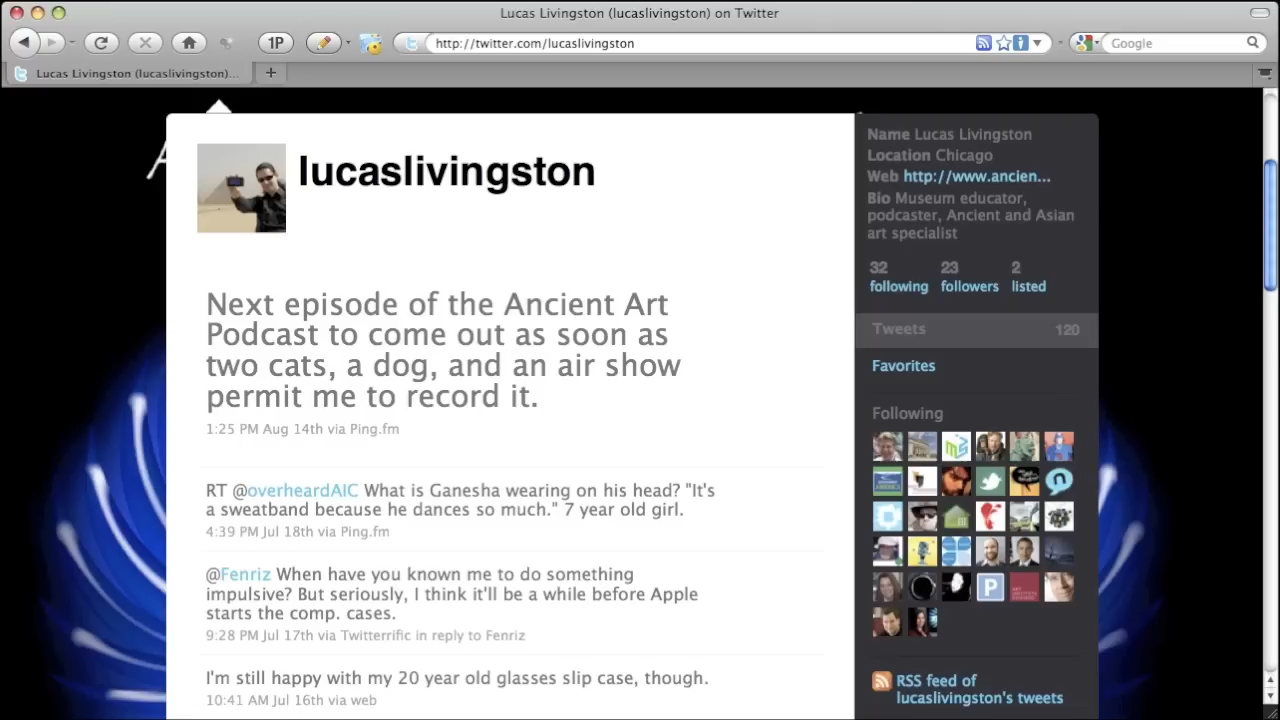 Lucas Livingston (lucaslivingston) on Twitter
1P
http://twitter.com/lucaslivingston
Google
Lucas Livingston (lucaslivingston)...
lucaslivingston
Next episode of the Ancient Art
Podcast to come out as soon as
two cats, a dog, and an air show
permit me to record it.
1:25 PM Aug 14th via Ping.fm
RT @overheardAIC What is Ganesha wearing on his head? "It's
a sweatband because he dances so much." 7 year old girl.
4:39 PM Jul 18th via Ping.fm
@Fenriz When have you known me to do something
impulsive? But seriously, I think it'll be a while before Apple
starts the comp. cases.
9:28 PM Jul 17th via Twitterrific in reply to Fenriz
I'm still happy with my 20 year old glasses slip case, though.
10:41 AM Jul 16th via web
Name Lucas Livingston
Location Chicago
Web http://www.ancien...
Bio Museum educator,
podcaster, Ancient and Asian
art specialist
32 23 2
following followers listed
Tweets 120
Favorites
Following
RSS feed of
lucaslivingston's tweets